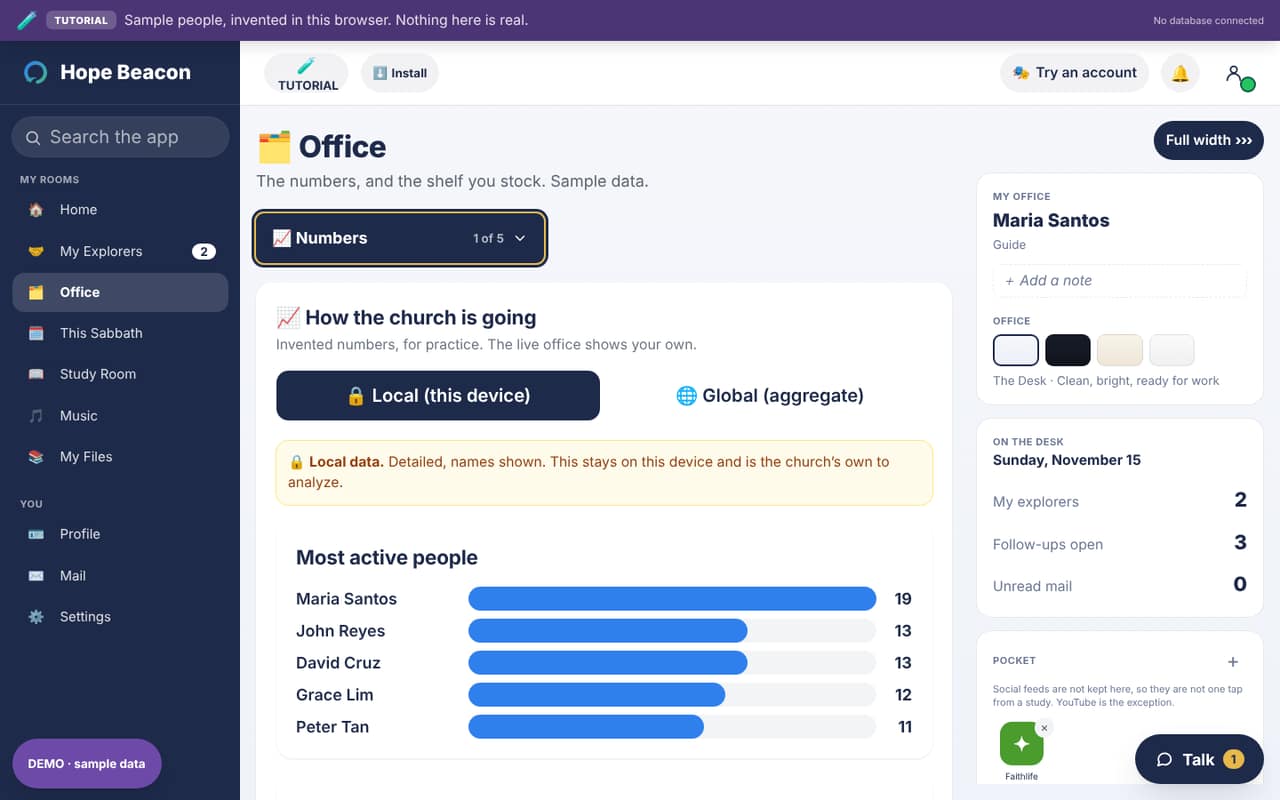 TUTORIAL Sample people, invented in this browser. Nothing here is real.
No database connected
Hope Beacon
Search the app
MY ROOMS
Home
My Explorers 2
Office
This Sabbath
Study Room
Music
My Files
YOU
Profile
Mail
Settings
DEMO · sample data
TUTORIAL
Install
Try an account
Office
The numbers, and the shelf you stock. Sample data.
Numbers 1 of 5
How the church is going
Invented numbers, for practice. The live office shows your own.
Local (this device)
Global (aggregate)
Local data. Detailed, names shown. This stays on this device and is the church's own to
analyze.
Most active people
Maria Santos 19
John Reyes 13
David Cruz 13
Grace Lim 12
Peter Tan 11
Full width ›››
MY OFFICE
Maria Santos
Guide
+ Add a note
OFFICE
The Desk · Clean, bright, ready for work
ON THE DESK
Sunday, November 15
My explorers 2
Follow-ups open 3
Unread mail 0
POCKET +
Social feeds are not kept here, so they are not one tap
from a study. YouTube is the exception.
×
Faithlife
Talk 1